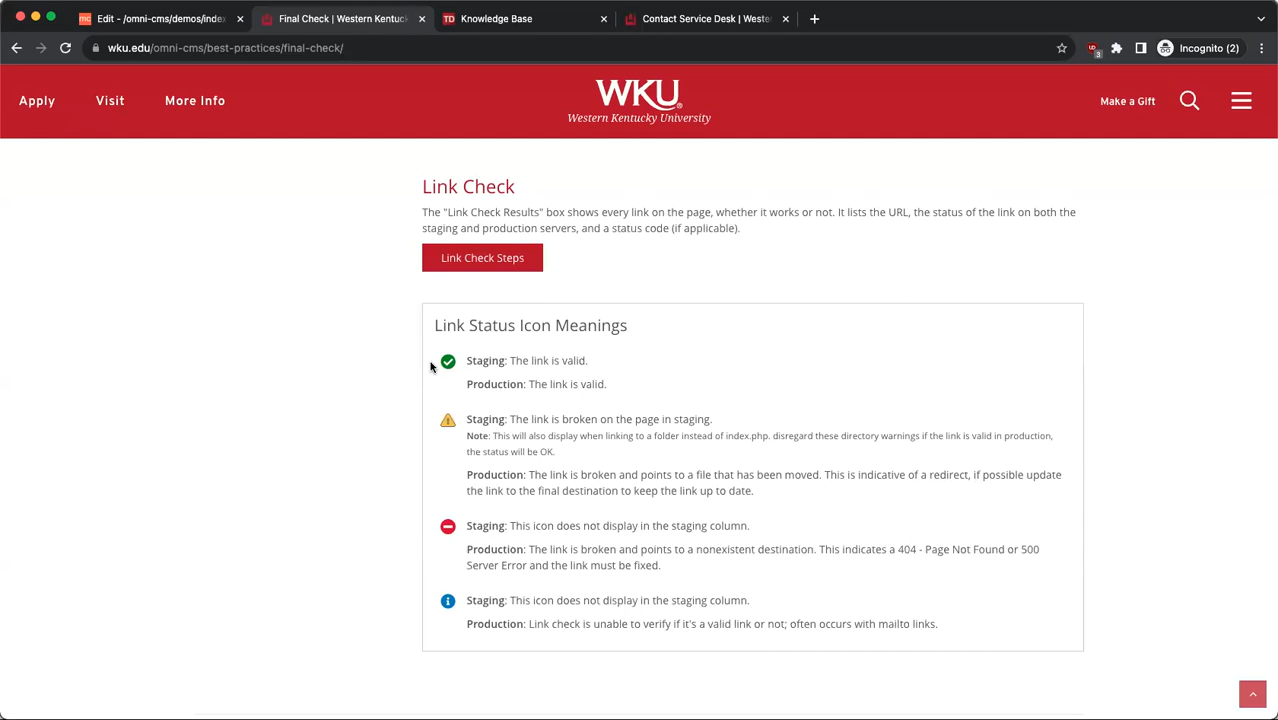 Edit - /omni-cms/demos/index
Final Check | Western Kentuck
Knowledge Base
Contact Service Desk | Weste
wku.edu/omni-cms/best-practices/final-check/
3
Incognito (2)
Apply
Visit
More Info
WKU®
Western Kentucky University
Make a Gift
Link Check
The "Link Check Results" box shows every link on the page, whether it works or not. It lists the URL, the status of the link on both the
staging and production servers, and a status code (if applicable).
Link Check Steps
Link Status Icon Meanings
Staging: The link is valid.
Production: The link is valid.
Staging: The link is broken on the page in staging.
Note: This will also display when linking to a folder instead of index.php. disregard these directory warnings if the link is valid in production,
the status will be OK.
Production: The link is broken and points to a file that has been moved. This is indicative of a redirect, if possible update
the link to the final destination to keep the link up to date.
Staging: This icon does not display in the staging column.
Production: The link is broken and points to a nonexistent destination. This indicates a 404 - Page Not Found or 500
Server Error and the link must be fixed.
Staging: This icon does not display in the staging column.
Production: Link check is unable to verify if it's a valid link or not; often occurs with mailto links.